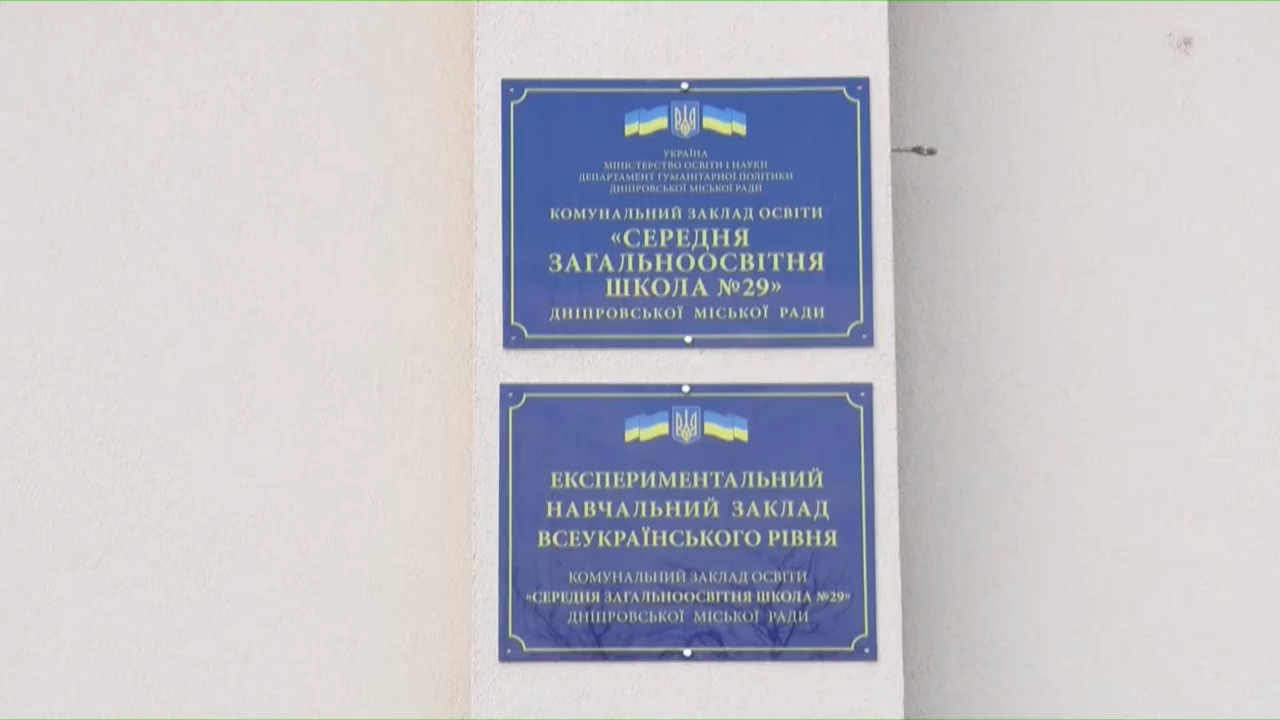 УКРАЇНА
МІНІСТЕРСТВО ОСВІТИ І НАУКИ
ДЕПАРТАМЕНТ ГУМАНІТАРНОЇ ПОЛІТИКИ
ДНІПРОВСЬКОЇ МІСЬКОЇ РАДИ
КОМУНАЛЬНИЙ ЗАКЛАД ОСВІТИ
«СЕРЕДНЯ
ЗАГАЛЬНООСВІТНЯ
ШКОЛА №29»
ДНІПРОВСЬКОЇ МІСЬКОЇ РАДИ
ЕКСПЕРИМЕНТАЛЬНИЙ
НАВЧАЛЬНИЙ ЗАКЛАД
ВСЕУКРАЇНСЬКОГО РІВНЯ
КОМУНАЛЬНИЙ ЗАКЛАД ОСВІТИ
«СЕРЕДНЯ ЗАГАЛЬНООСВІТНЯ ШКОЛА №29»
ДНІПРОВСЬКОЇ МІСЬКОЇ РАДИ